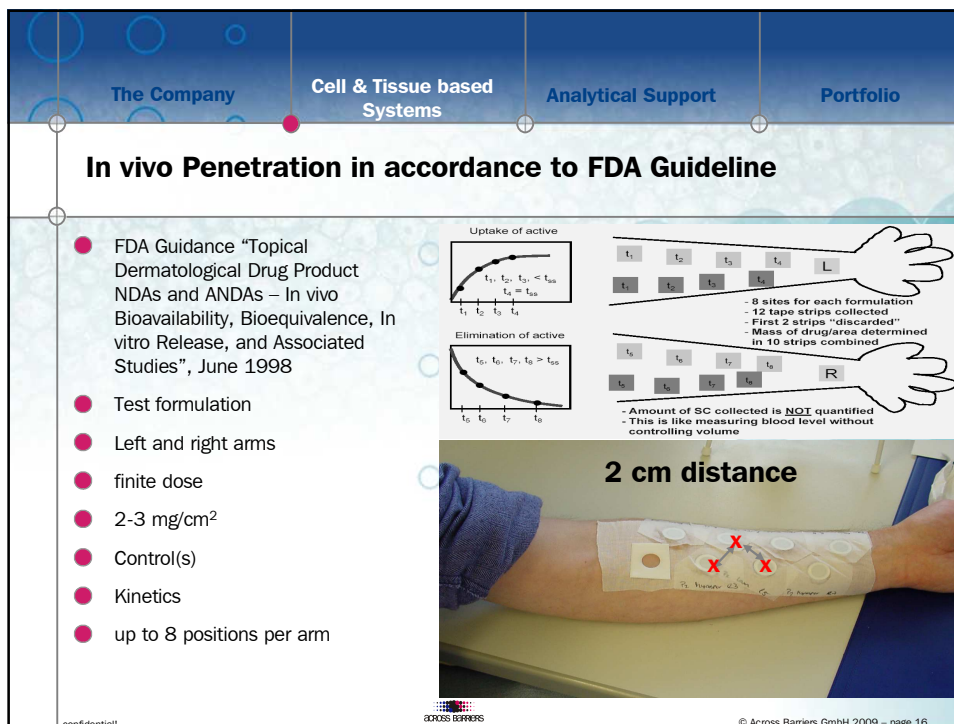 The Company
Cell & Tissue based
Systems
Analytical Support
Portfolio
In vivo Penetration in accordance to FDA Guideline
FDA Guidance “Topical
Dermatological Drug Product
NDAs and ANDAs – In vivo
Bioavailability, Bioequivalence, In
vitro Release, and Associated
Studies”, June 1998
Test formulation
Left and right arms
finite dose
2-3 mg/cm²
Control(s)
Kinetics
up to 8 positions per arm
Uptake of active
t₁, t₂, t₃, < tₛₛ
t₄ = tₛₛ
t₁ t₂ t₃ t₄
Elimination of active
t₅, t₆, t₇, t₈ > tₛₛ
t₅ t₆ t₇ t₈
t₁ t₂ t₃ t₄ L
t₁ t₂ t₃ t₄
- 8 sites for each formulation
- 12 tape strips collected
- First 2 strips “discarded”
- Mass of drug/area determined
in 10 strips combined
t₅ t₆ t₇ t₈ R
t₅ t₆ t₇ t₈
- Amount of SC collected is NOT quantified
- This is like measuring blood level without
controlling volume
2 cm distance
X
X X
confidential!
ACROSS BARRIERS
© Across Barriers GmbH 2009 – page 16